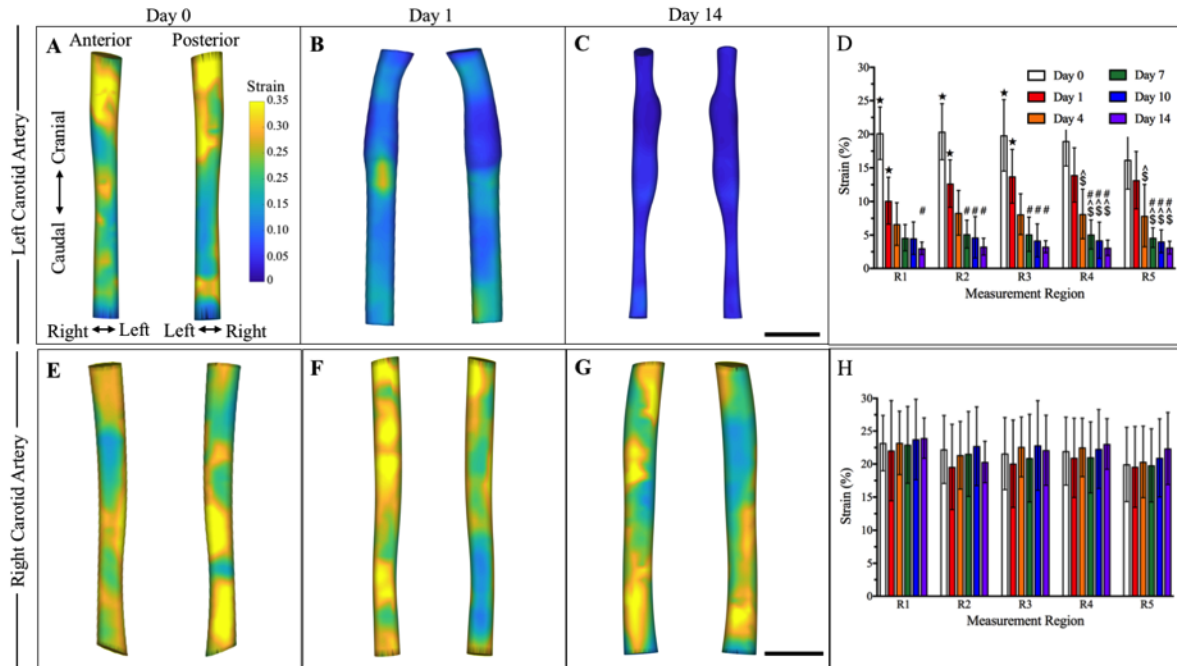 Day 0
Day 1
Day 14
Left Carotid Artery
A
Anterior
Posterior
Cranial
Caudal
Right
Left
Left
Right
Strain
0.35
0.30
0.25
0.20
0.15
0.10
0.05
0.0
B
C
D
Strain (%)
30
25
20
15
10
5
0
Day 0
Day 1
Day 4
Day 7
Day 10
Day 14
★ ★ ★ ★ # ★ ★ # # # ★ ★ # # #
^ $
# ^ $
# ^ $
# ^ $
^ $
# ^ $
# ^ $
# ^ $
R1 R2 R3 R4 R5
Measurement Region
Right Carotid Artery
E
F
G
H
Strain (%)
30
25
20
15
10
5
0
R1 R2 R3 R4 R5
Measurement Region